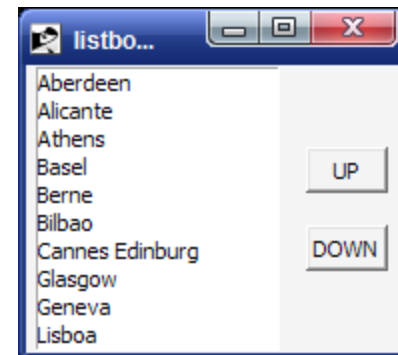 listbo...
Aberdeen
Alicante
Athens
Basel
Berne
Bilbao
Cannes Edinburg
Glasgow
Geneva
Lisboa
UP
DOWN